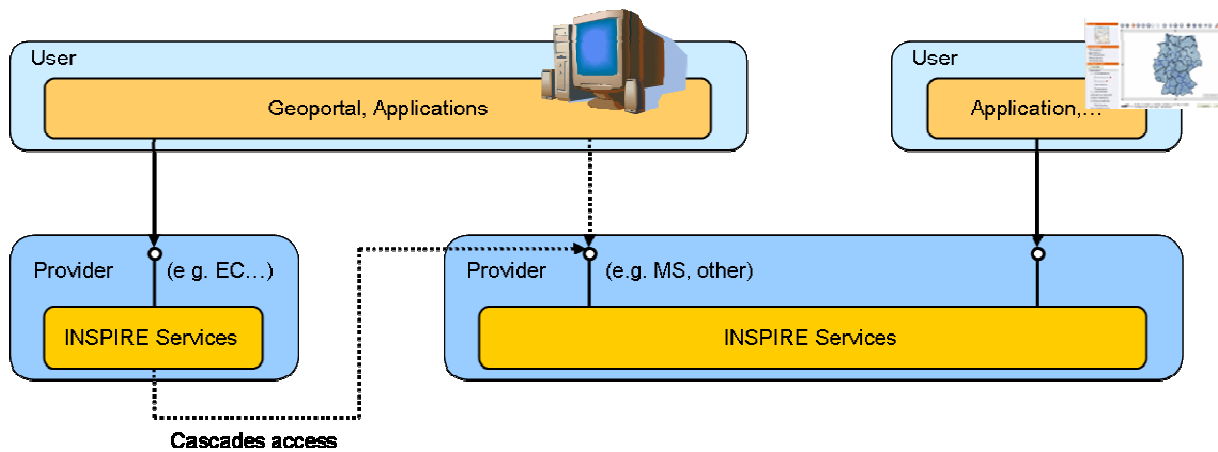 User
Geoportal, Applications
User
Application,...
Provider
(e g. EC...)
INSPIRE Services
Provider
(e.g. MS, other)
INSPIRE Services
Cascades access